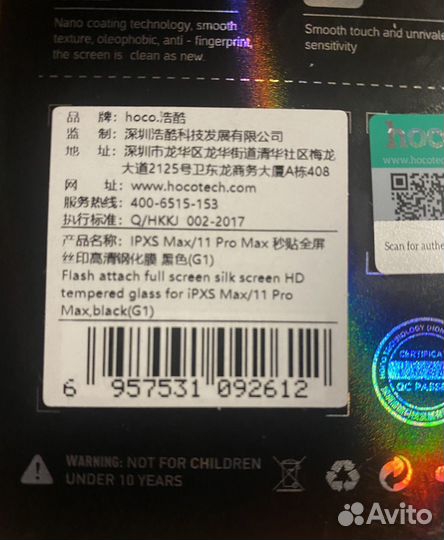 Nano coating technology, smooth
texture, oleophobic, anti - fingerprint,
the screen is clean as new.
Smooth touch and unrivale
sensitivity
品 牌：hoco.浩酷
监 制：深圳浩酷科技发展有限公司
地 址：深圳市龙华区龙华街道清华社区梅龙
大道2125号卫东龙商务大厦A栋408
网 址：www.hocotech.com
服务热线：400-6515-153
执行标准：Q/HKKJ 002-2017
产品名称：IPXS Max/11 Pro Max 秒贴全屏
丝印高清钢化膜 黑色(G1)
Flash attach full screen silk screen HD
tempered glass for iPXS Max/11 Pro
Max,black(G1)
6 957531 092612
hoco
www.hocote
Scan for authe
CERTIFICA
QC PASSE
WARNING: NOT FOR CHILDREN
UNDER 10 YEARS
Avito